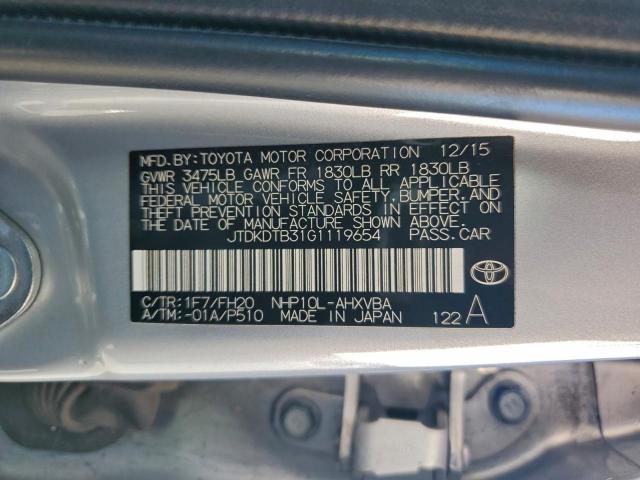 MFD.BY:TOYOTA MOTOR CORPORATION 12/15
GVWR 3475LB GAWR FR 1830LB RR 1830LB
THIS VEHICLE CONFORMS TO ALL APPLICABLE
FEDERAL MOTOR VEHICLE SAFETY,BUMPER,AND
THEFT PREVENTION STANDARDS IN EFFECT ON
THE DATE OF MANUFACTURE SHOWN ABOVE.
JTDKDTB31G1119654 PASS.CAR
C/TR:1F7/FH20 NHP10L-AHXVBA
A/TM:-01A/P510 MADE IN JAPAN 122 A